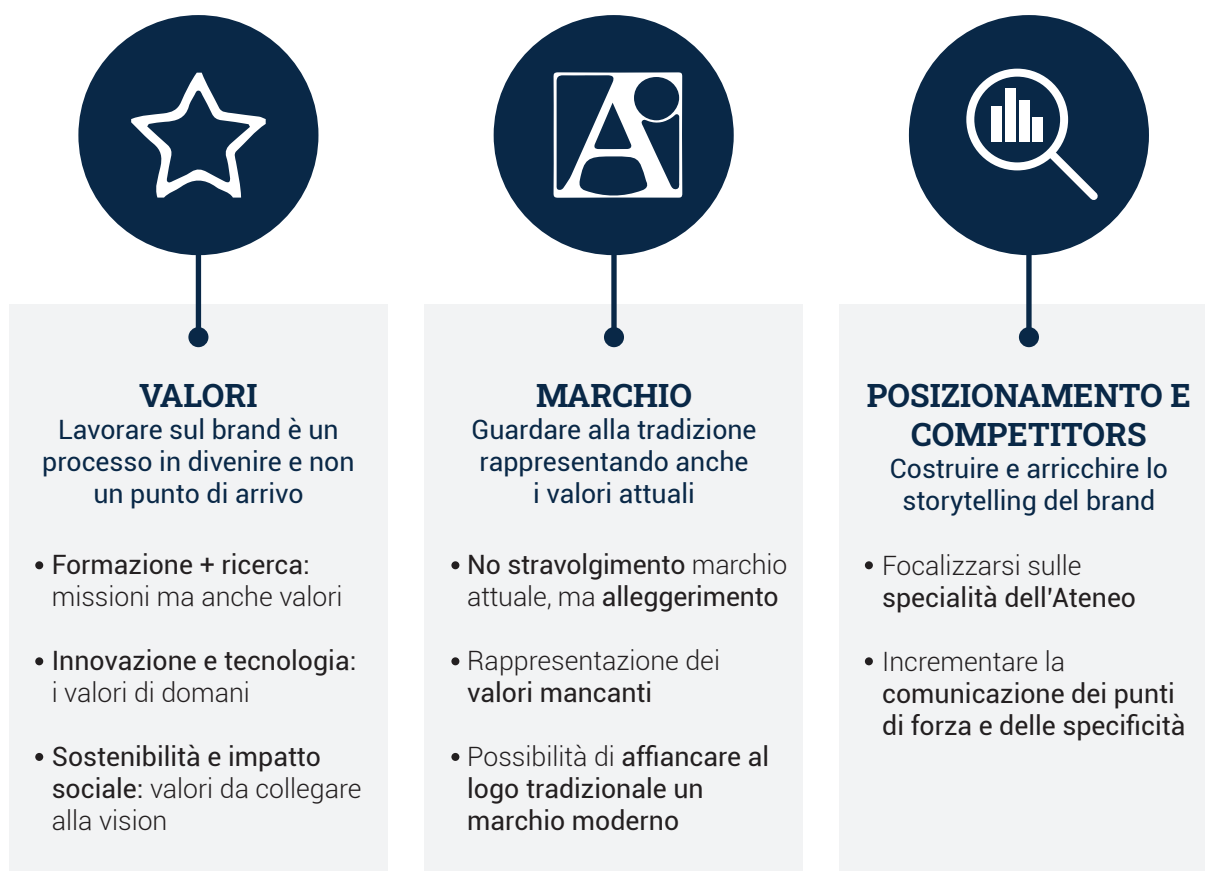 VALORI
Lavorare sul brand è un
processo in divenire e non
un punto di arrivo
• Formazione + ricerca:
missioni ma anche valori
• Innovazione e tecnologia:
i valori di domani
• Sostenibilità e impatto
sociale: valori da collegare
alla vision
MARCHIO
Guardare alla tradizione
rappresentando anche
i valori attuali
• No stravolgimento marchio
attuale, ma alleggerimento
• Rappresentazione dei
valori mancanti
• Possibilità di affiancare al
logo tradizionale un
marchio moderno
POSIZIONAMENTO E
COMPETITORS
Costruire e arricchire lo
storytelling del brand
• Focalizzarsi sulle
specialità dell'Ateneo
• Incrementare la
comunicazione dei punti
di forza e delle specificità